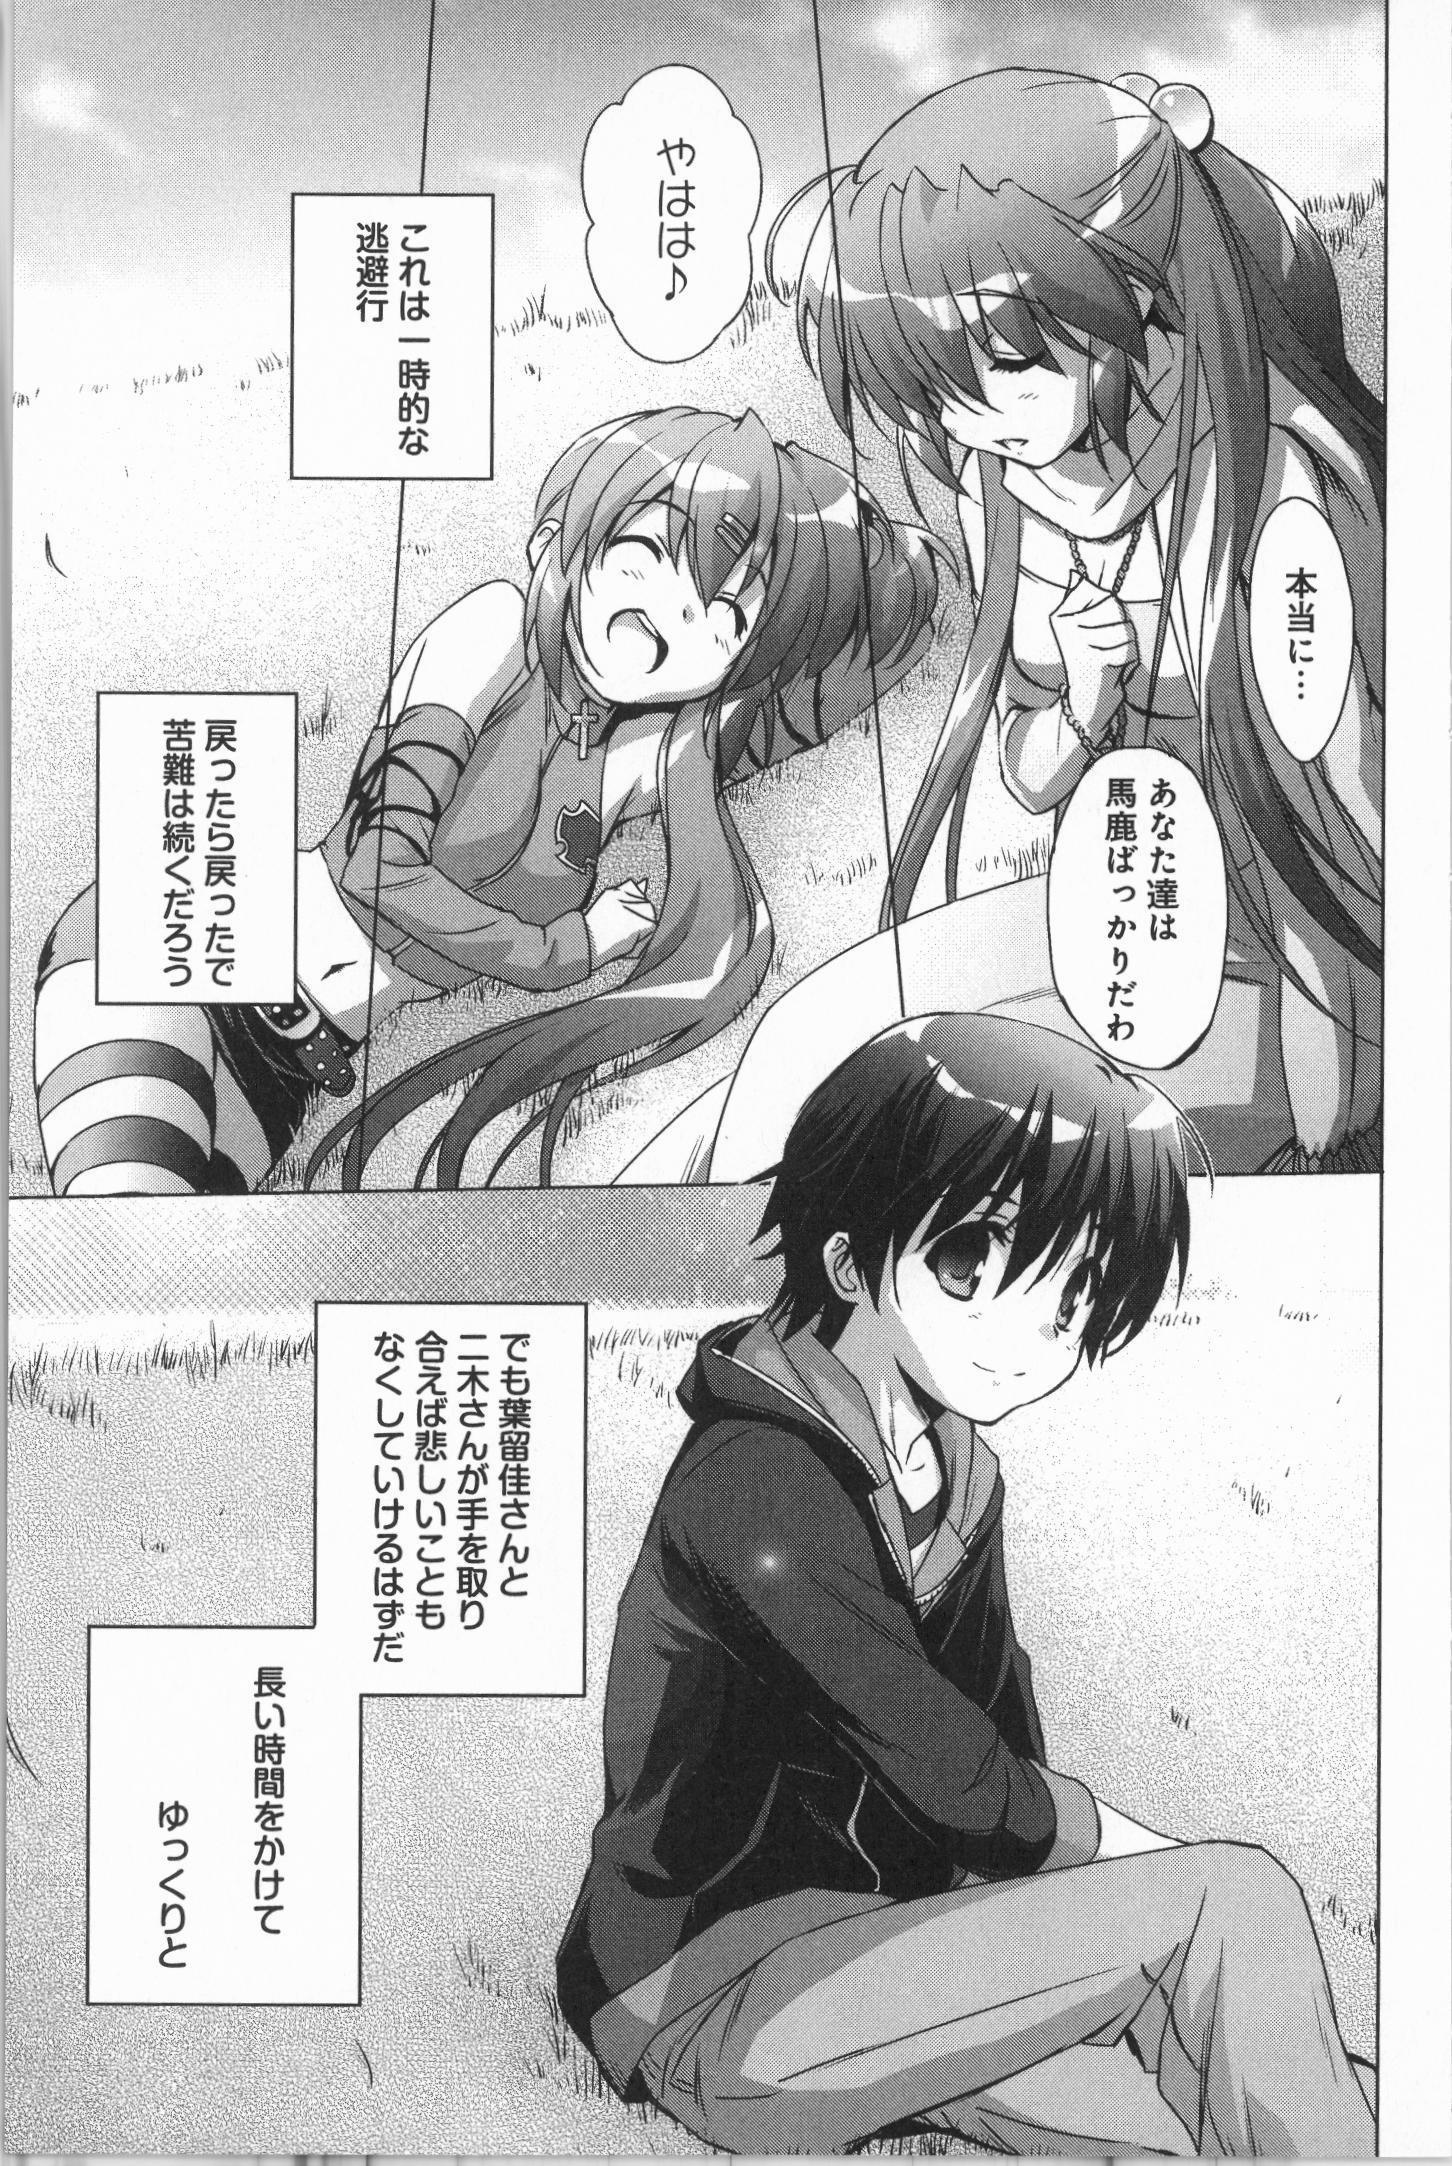 本当に…
あなた達は
馬鹿ばっかりだわ
やはは♪
これは一時的な
逃避行
戻ったら戻ったで
苦難は続くだろう
でも葉留佳さんと
二木さんが手を取り
合えば悲しいことも
なくしていけるはずだ
長い時間をかけて
ゆっくりと